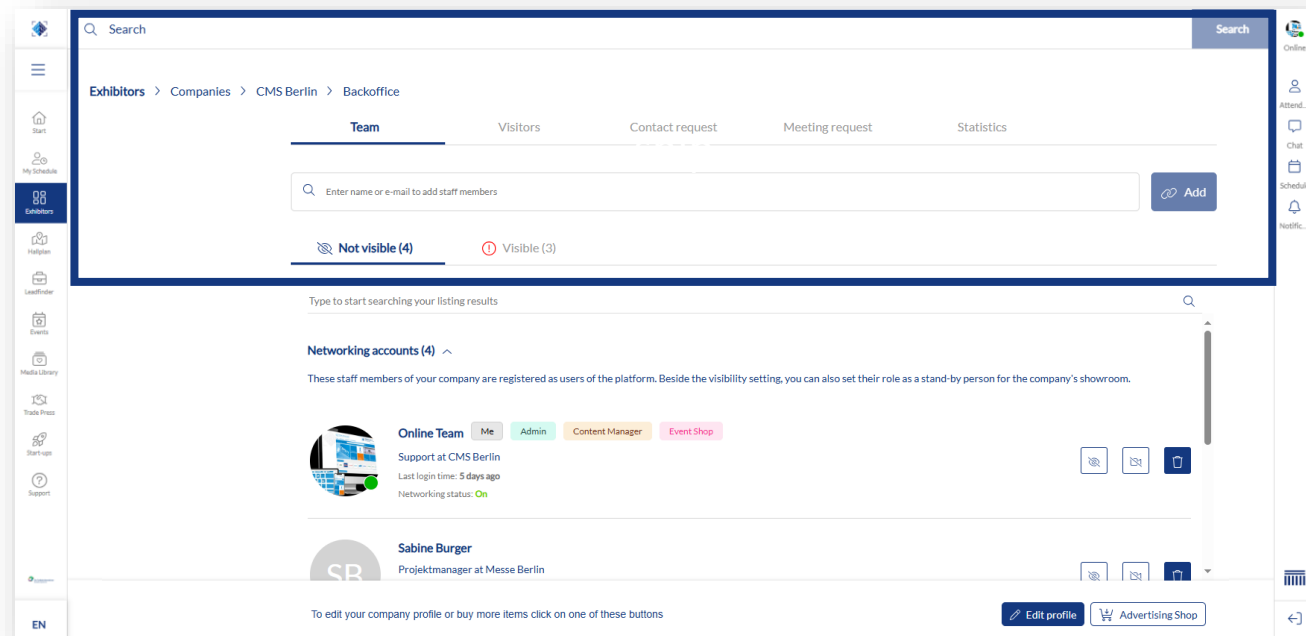 Search
Search
Online
Exhibitors > Companies > CMS Berlin > Backoffice
Team Visitors Contact request Meeting request Statistics
Enter name or e-mail to add staff members
Add
Not visible (4) Visible (3)
Type to start searching your listing results
Networking accounts (4)
These staff members of your company are registered as users of the platform. Beside the visibility setting, you can also set their role as a stand-by person for the company's showroom.
Online Team Me Admin Content Manager Event Shop
Support at CMS Berlin
Last login time: 5 days ago
Networking status: On
Sabine Burger
SB
Projektmanager at Messe Berlin
To edit your company profile or buy more items click on one of these buttons
Edit profile
Advertising Shop
Start
My Schedule
Exhibitors
Hallplan
Leadfinder
Events
Media Library
Trade Press
Start-ups
Support
EN
Attend..
Chat
Schedul
Notific..